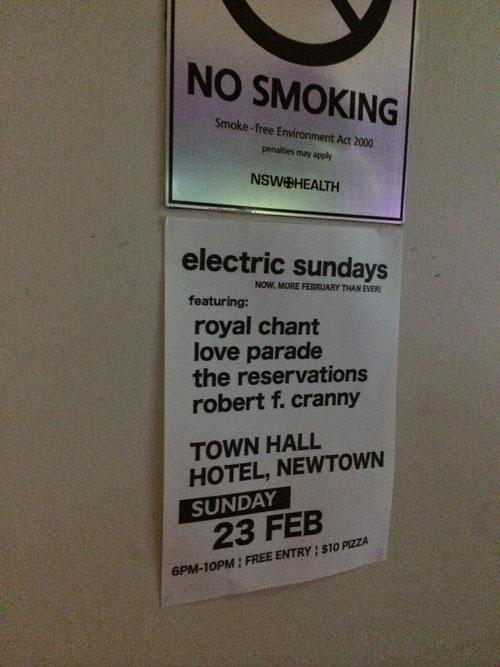 NO SMOKING
Smoke-free Environment Act 2000
penalties may apply
NSW HEALTH
electric sundays
NOW, MORE FEBRUARY THAN EVER!
featuring:
royal chant
love parade
the reservations
robert f. cranny
TOWN HALL
HOTEL, NEWTOWN
SUNDAY
23 FEB
6PM-10PM ¦ FREE ENTRY ¦ $10 PIZZA